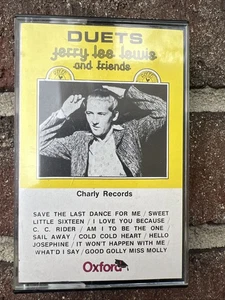 DUETS
jerry lee lewis
and friends
Charly Records
SAVE THE LAST DANCE FOR ME / SWEET
LITTLE SIXTEEN / I LOVE YOU BECAUSE
C. C. RIDER / AM I TO BE THE ONE
SAIL AWAY / COLD COLD HEART / HELLO
JOSEPHINE / IT WON'T HAPPEN WITH ME /
WHAT'D I SAY / GOOD GOLLY MISS MOLLY
Oxford